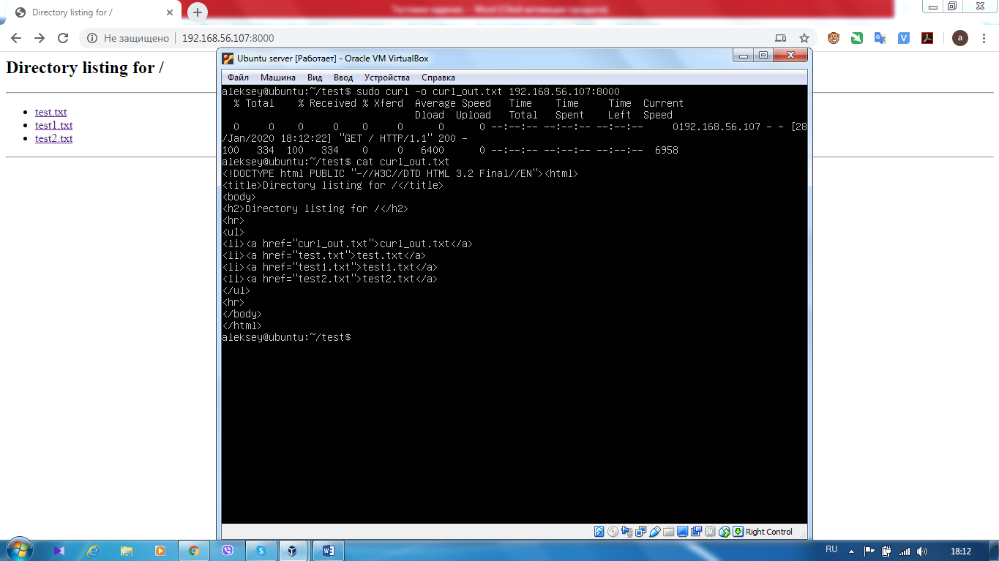 Directory listing for /
Тестовое задание - Word (Сбой активации продукта)
Не защищено 192.168.56.107:8000
a
Directory listing for /
test.txt
test1.txt
test2.txt
Ubuntu server [Работает] - Oracle VM VirtualBox
Файл Машина Вид Ввод Устройства Справка
aleksey@ubuntu:~/test$ sudo curl -o curl_out.txt 192.168.56.107:8000
% Total % Received % Xferd Average Speed Time Time Time Current
Dload Upload Total Spent Left Speed
0 0 0 0 0 0 0 0 --:--:-- --:--:-- --:--:-- 0192.168.56.107 - - [28
/Jan/2020 18:12:22] "GET / HTTP/1.1" 200 -
100 334 100 334 0 0 6400 0 --:--:-- --:--:-- --:--:-- 6958
aleksey@ubuntu:~/test$ cat curl_out.txt
<!DOCTYPE html PUBLIC "-//W3C//DTD HTML 3.2 Final//EN"><html>
<title>Directory listing for /</title>
<body>
<h2>Directory listing for /</h2>
<hr>
<ul>
<li><a href="curl_out.txt">curl_out.txt</a>
<li><a href="test.txt">test.txt</a>
<li><a href="test1.txt">test1.txt</a>
<li><a href="test2.txt">test2.txt</a>
</ul>
<hr>
</body>
</html>
aleksey@ubuntu:~/test$
Right Control
RU
18:12